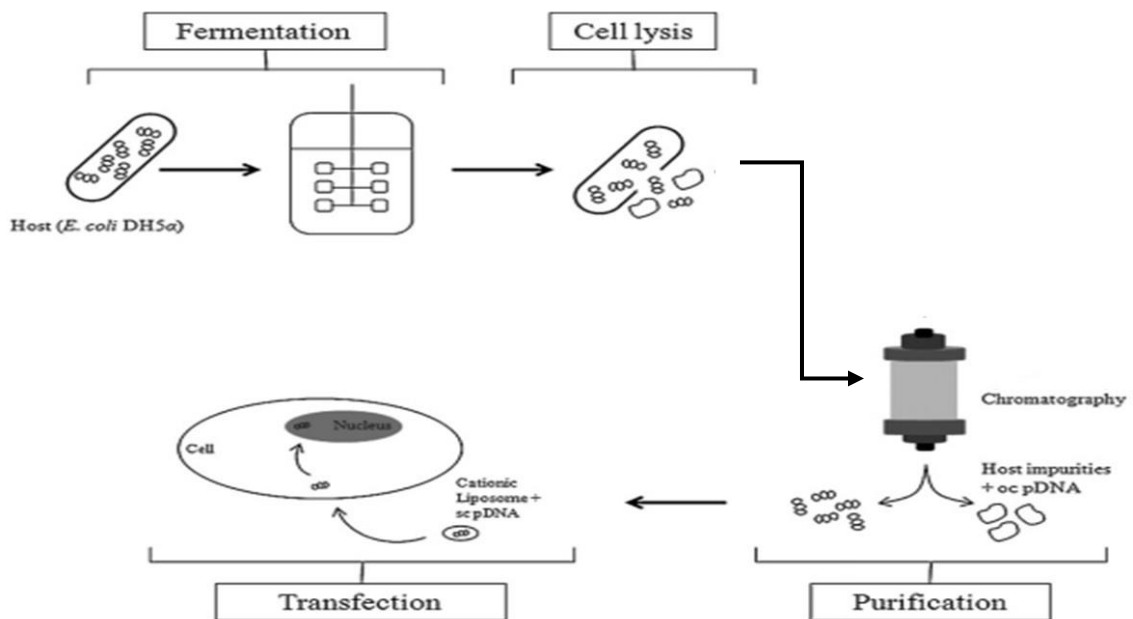 Fermentation
Cell lysis
Host (E. coli DH5α)
Chromatography
Host impurities
+ oc pDNA
Nucleus
Cell
Cationic
Liposome +
sc pDNA
Transfection
Purification